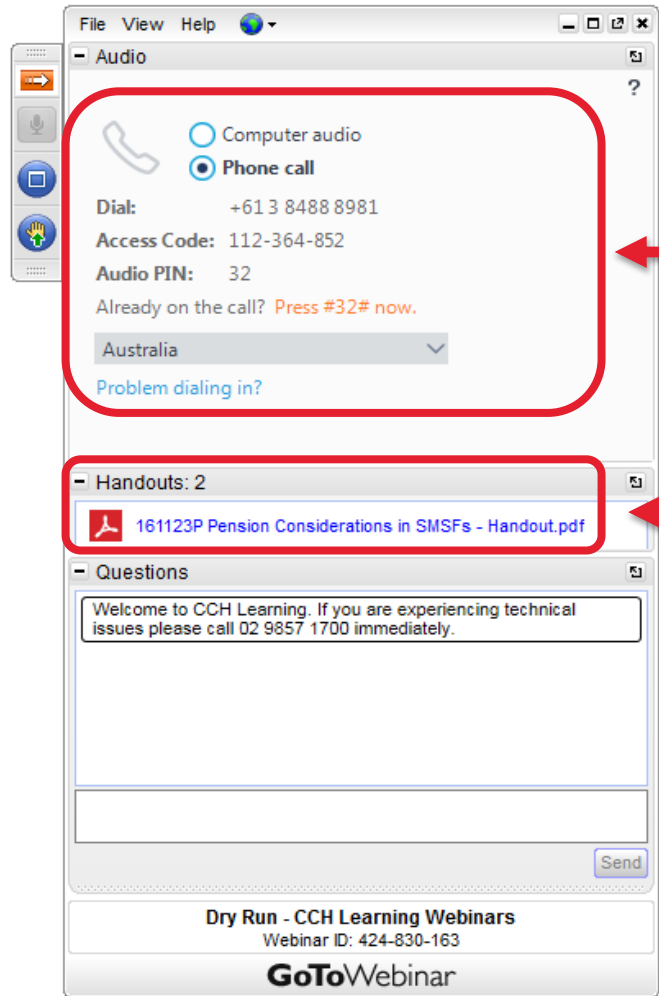 File View Help
Audio
?
Computer audio
Phone call
Dial: +61 3 8488 8981
Access Code: 112-364-852
Audio PIN: 32
Already on the call? Press #32# now.
Australia
Problem dialing in?
Handouts: 2
161123P Pension Considerations in SMSFs - Handout.pdf
Questions
Welcome to CCH Learning. If you are experiencing technical
issues please call 02 9857 1700 immediately.
Send
Dry Run - CCH Learning Webinars
Webinar ID: 424-830-163
GoToWebinar